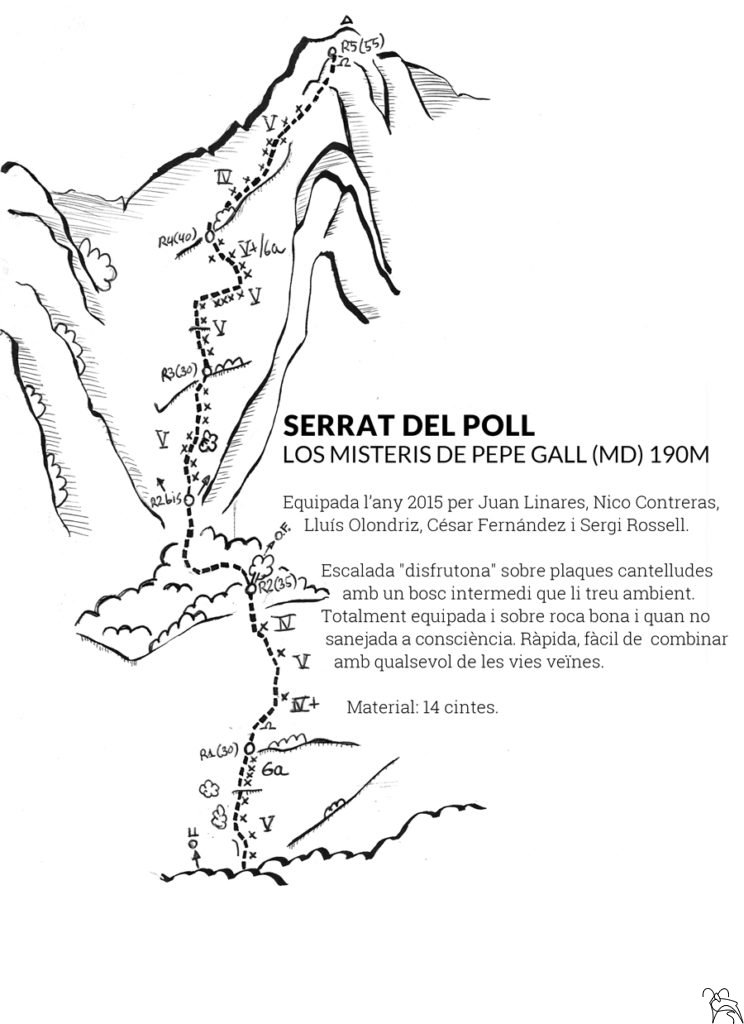 R5(55)
V
IV
R4(40)
V+/6a
V
V
R3(30)
SERRAT DEL POLL
LOS MISTERIS DE PEPE GALL (MD) 190M
V
R2bis
Equipada l'any 2015 per Juan Linares, Nico Contreras,
Lluís Olondriz, César Fernández i Sergi Rossell.
O.F.
Escalada "disfrutona" sobre plaques cantelludes
R2(35)
amb un bosc intermedi que li treu ambient.
Totalment equipada i sobre roca bona i quan no
IV
sanejada a consciència. Ràpida, fàcil de combinar
V
amb qualsevol de les vies veïnes.
IV+
Material: 14 cintes.
R1(30)
6a
V
O.F.